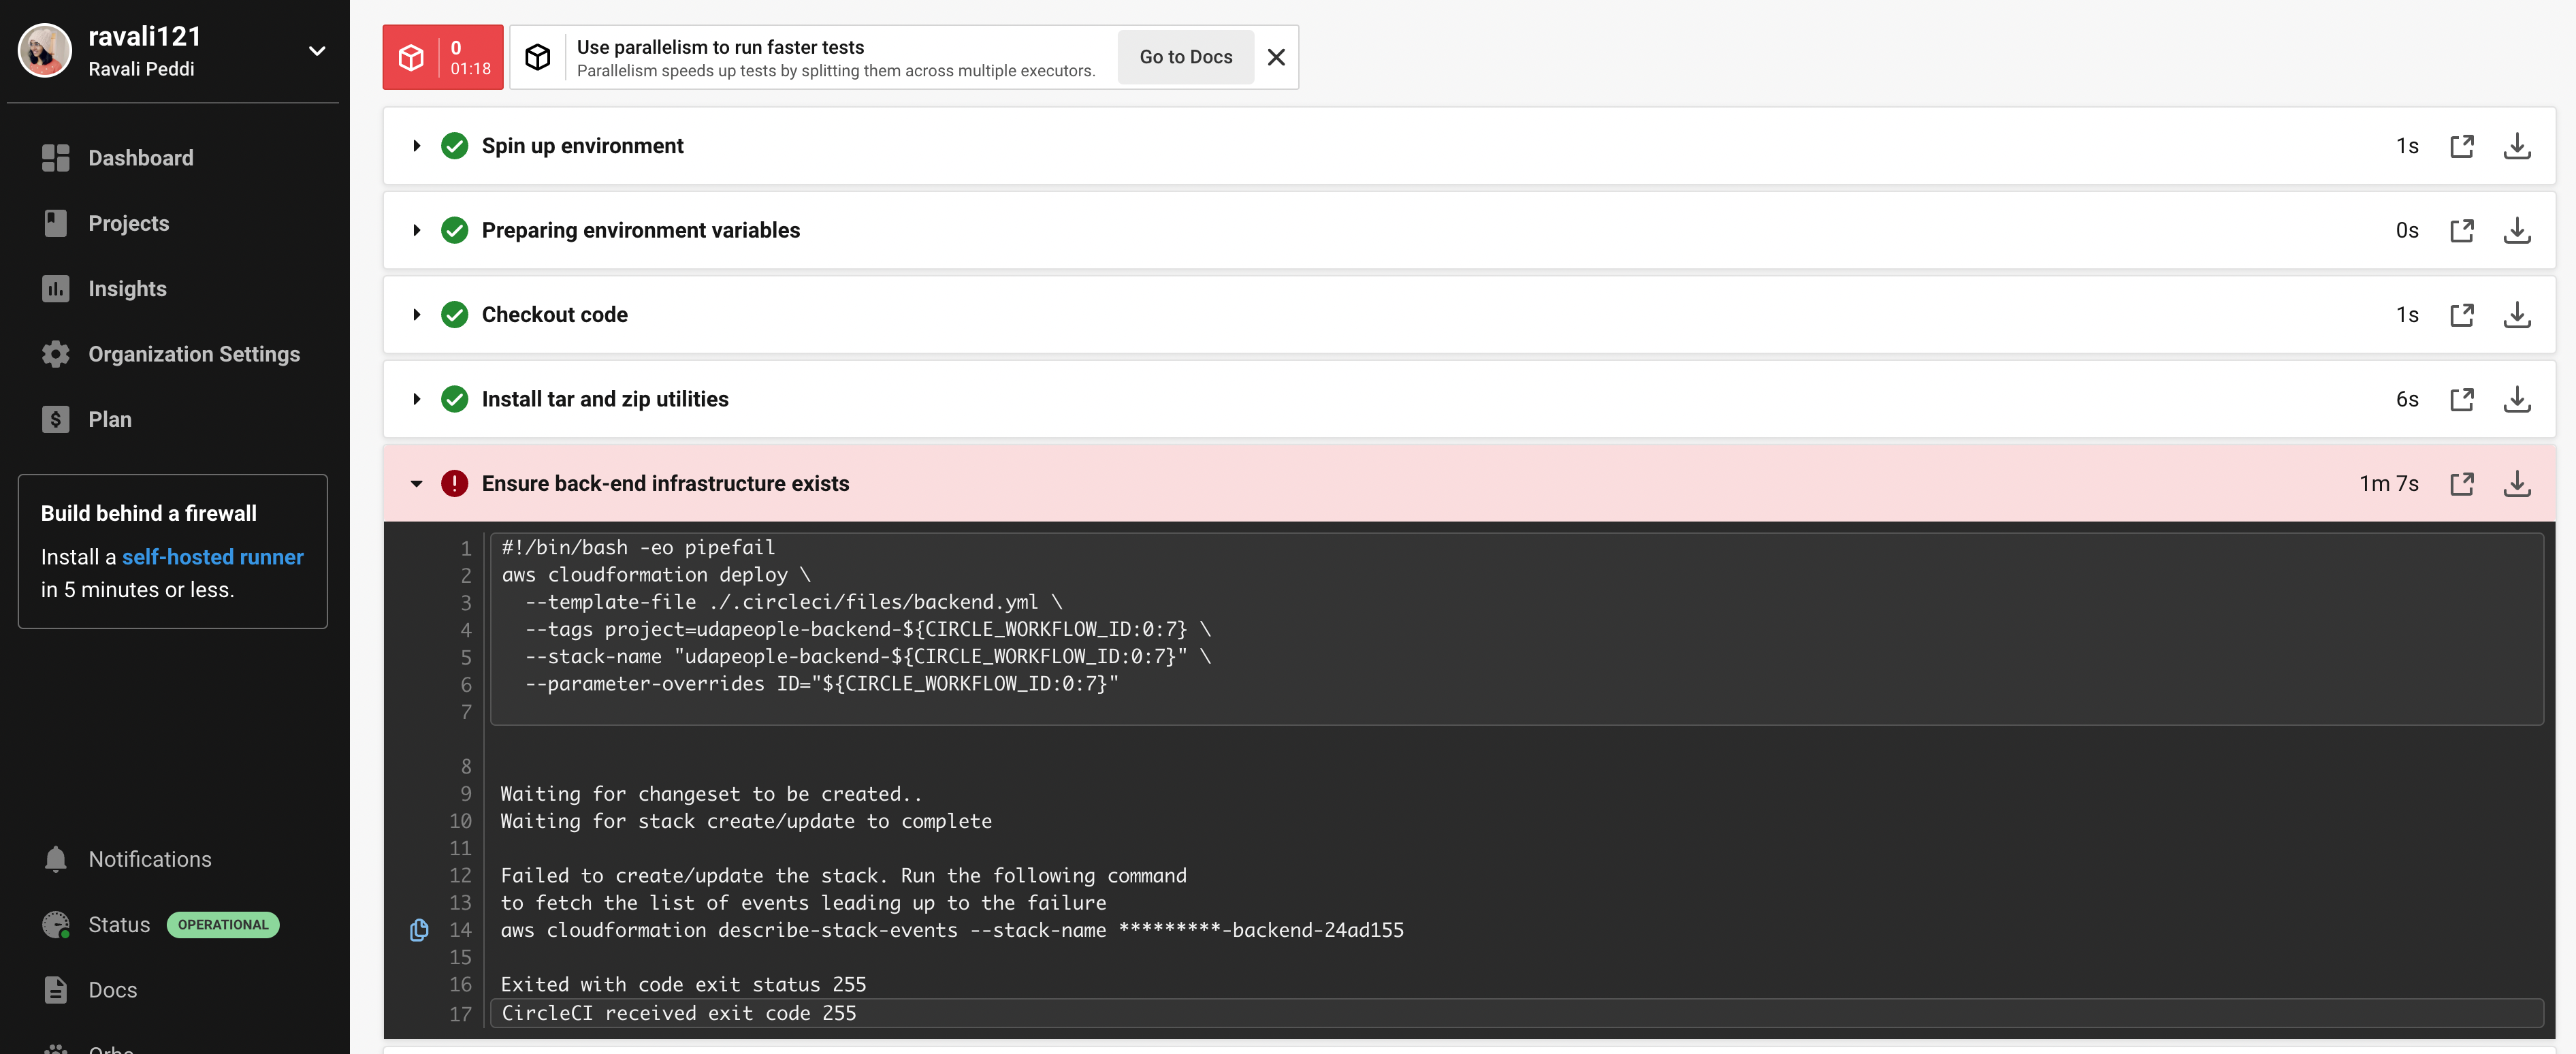 ravali121
Ravali Peddi
Dashboard
Projects
Insights
Organization Settings
$ Plan
Build behind a firewall
Install a self-hosted runner
in 5 minutes or less.
Notifications
Status OPERATIONAL
Docs
0
01:18
Use parallelism to run faster tests
Parallelism speeds up tests by splitting them across multiple executors.
Go to Docs
Spin up environment 1s
Preparing environment variables 0s
Checkout code 1s
Install tar and zip utilities 6s
! Ensure back-end infrastructure exists 1m 7s
1 #!/bin/bash -eo pipefail
2 aws cloudformation deploy \
3 --template-file ./.circleci/files/backend.yml \
4 --tags project=udapeople-backend-${CIRCLE_WORKFLOW_ID:0:7} \
5 --stack-name "udapeople-backend-${CIRCLE_WORKFLOW_ID:0:7}" \
6 --parameter-overrides ID="${CIRCLE_WORKFLOW_ID:0:7}"
7
8
9 Waiting for changeset to be created..
10 Waiting for stack create/update to complete
11
12 Failed to create/update the stack. Run the following command
13 to fetch the list of events leading up to the failure
14 aws cloudformation describe-stack-events --stack-name *********-backend-24ad155
15
16 Exited with code exit status 255
17 CircleCI received exit code 255